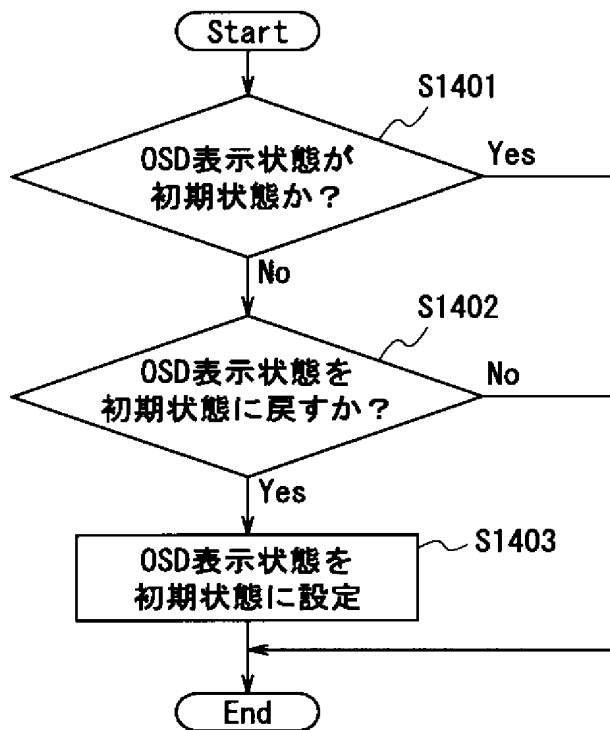 Start
S1401
OSD表示状態が
初期状態か？
Yes
No
S1402
OSD表示状態を
初期状態に戻すか？
No
Yes
S1403
OSD表示状態を
初期状態に設定
End